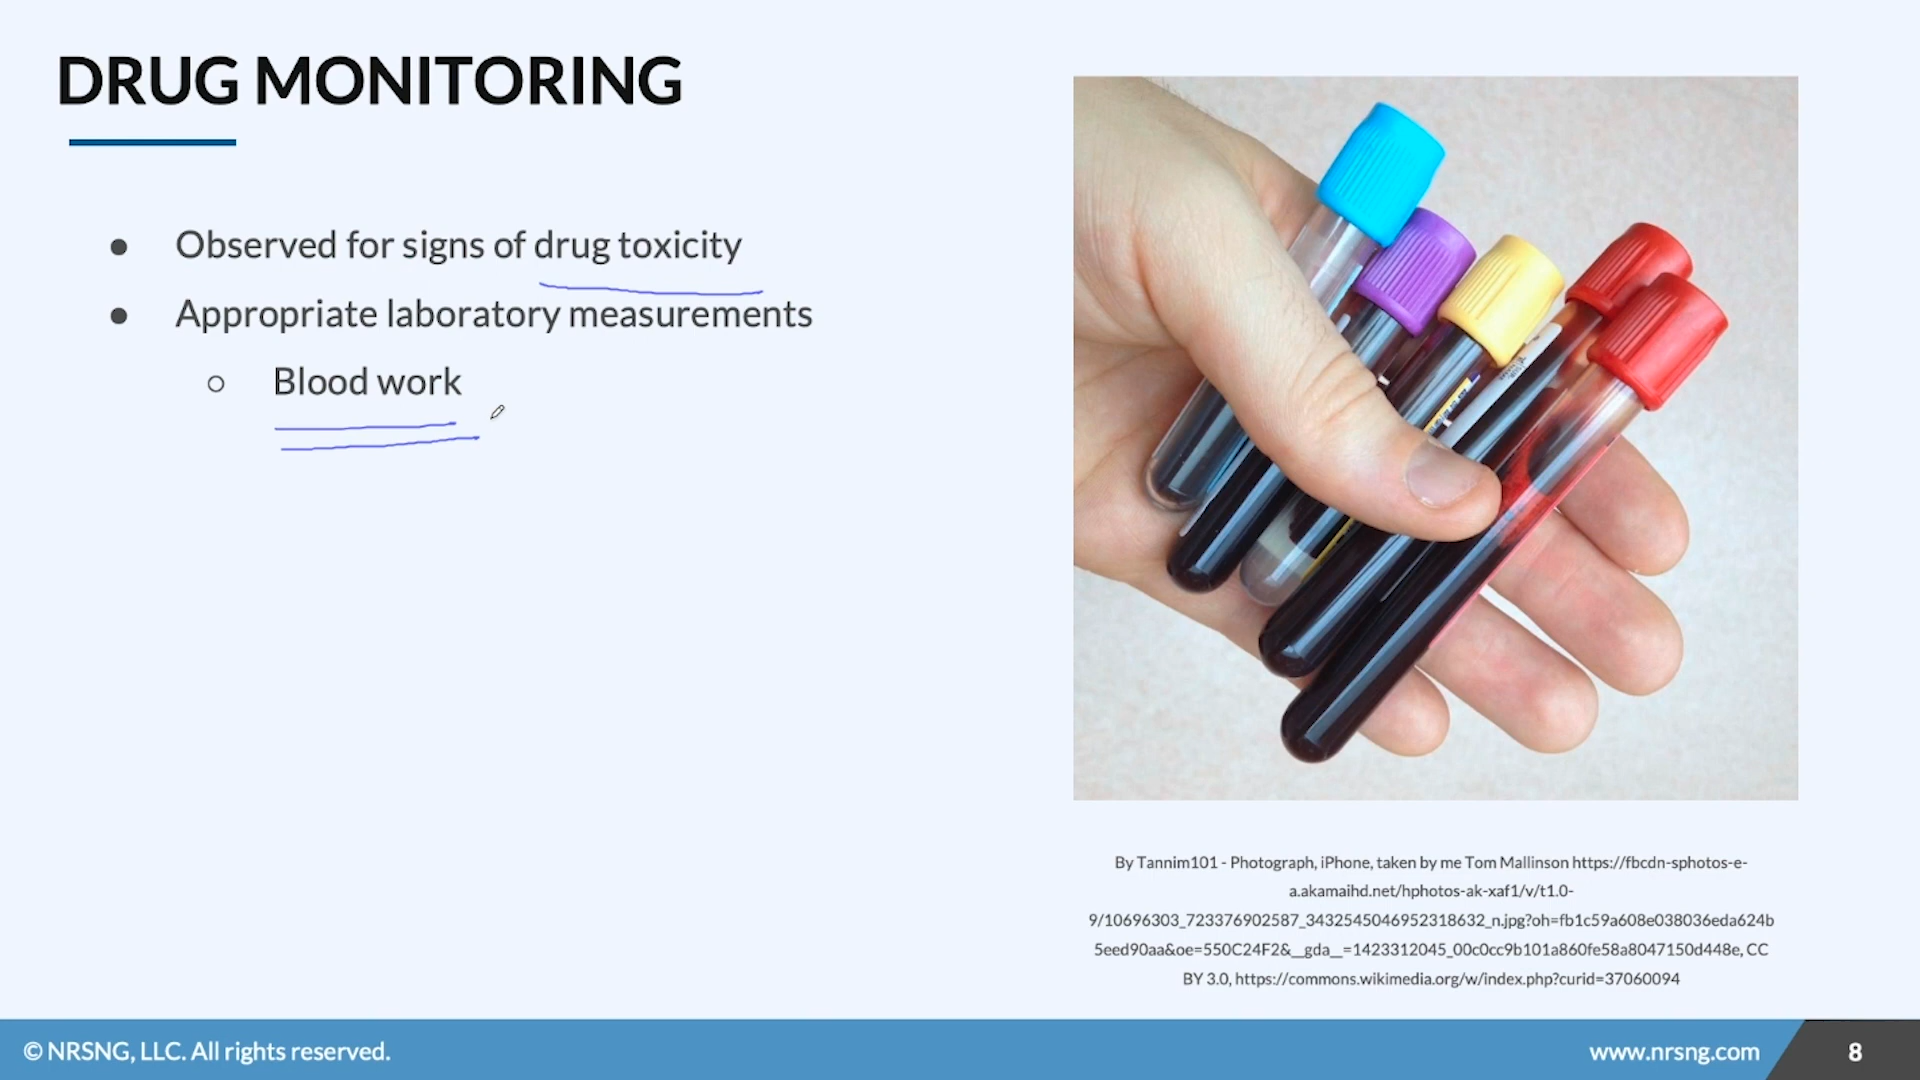 DRUG MONITORING
● Observed for signs of drug toxicity
● Appropriate laboratory measurements
○ Blood work
By Tannim101 - Photograph, iPhone, taken by me Tom Mallinson https://fbcdn-sphotos-e-
a.akamaihd.net/hphotos-ak-xaf1/v/t1.0-
9/10696303_723376902587_3432545046952318632_n.jpg?oh=fb1c59a608e038036eda624b
5eed90aa&oe=550C24F2&__gda__=1423312045_00c0cc9b101a860fe58a8047150d448e, CC
BY 3.0, https://commons.wikimedia.org/w/index.php?curid=37060094
© NRSNG, LLC. All rights reserved.
www.nrsng.com
8